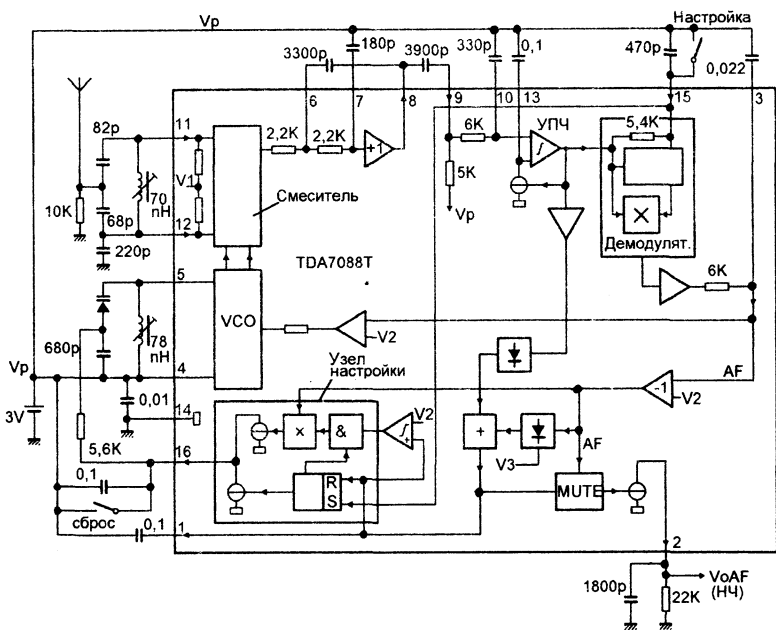 Vp
Настройка
3300p
180p
3900p
330p
0,1
470p
0,022
6
7
8
9
10
13
15
3
82p
11
2,2K
2,2K
+1
6K
УПЧ
5,4K
5K
Vp
V1
70
nH
Смеситель
10K
68p
12
220p
TDA7088T
Демодулят.
5
VCO
V2
6K
680p
78
nH
Vp
4
Узел
настройки
AF
-1
V2
3V
0,01
14
V2
×
&
+
AF
V3
5,6K
16
R
S
MUTE
0,1
сброс
0,1
1
2
1800p
VoAF
(НЧ)
22K